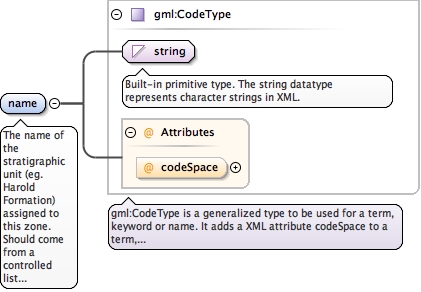 gml:CodeType
string
Built-in primitive type. The string datatype
represents character strings in XML.
name
The name of
the
stratigraphic
unit (eg.
Harold
Formation)
assigned to
this zone.
Should come
from a
controlled
list...
@ Attributes
@ codeSpace
gml:CodeType is a generalized type to be used for a term,
keyword or name. It adds a XML attribute codeSpace to a
term,...